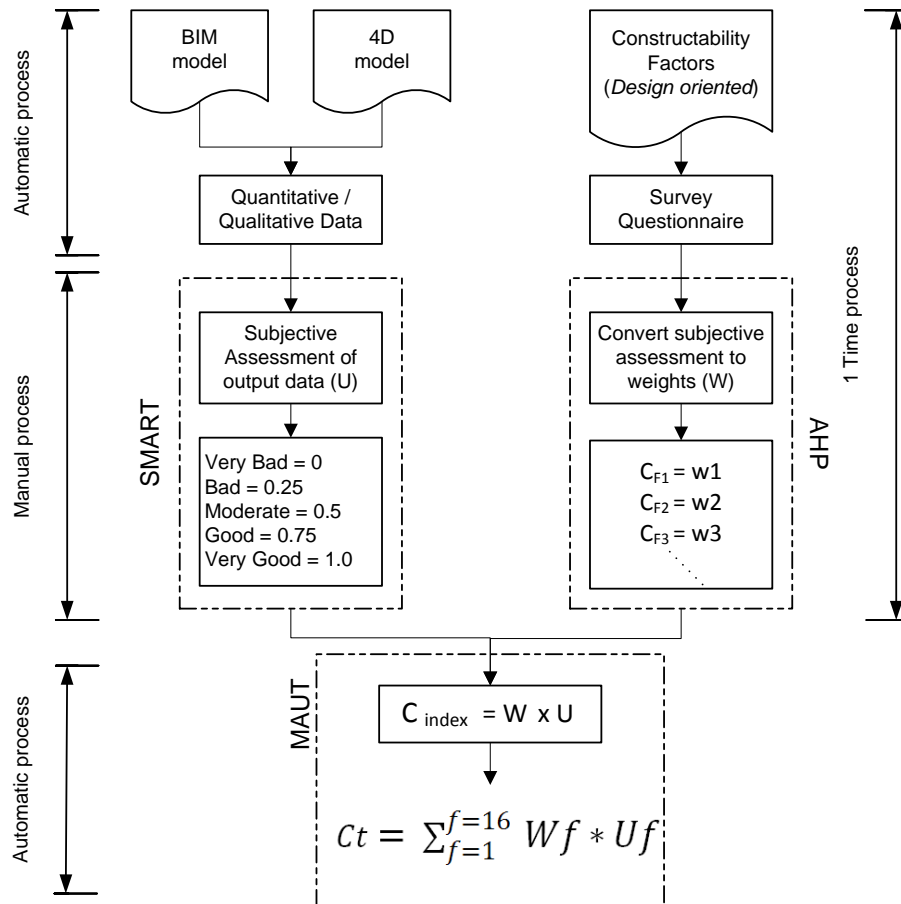 BIM
model
4D
model
Constructability
Factors
(Design oriented)
Automatic process
Quantitative /
Qualitative Data
Survey
Questionnaire
Manual process
SMART
Subjective
Assessment of
output data (U)
Very Bad = 0
Bad = 0.25
Moderate = 0.5
Good = 0.75
Very Good = 1.0
Convert subjective
assessment to
weights (W)
C_F1 = w1
C_F2 = w2
C_F3 = w3
AHP
1 Time process
Automatic process
MAUT
C index = W x U
Ct = ∑_{f=1}^{f=16} Wf * Uf